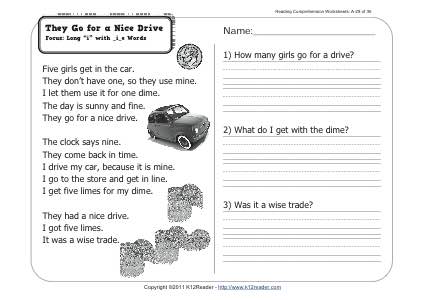 Reading Comprehension Worksheets: A-29 of 36
They Go for a Nice Drive
Focus: Long "i" with _i_e Words
Name:
Five girls get in the car.
They don't have one, so they use mine.
I let them use it for one dime.
The day is sunny and fine.
They go for a nice drive.
The clock says nine.
They come back in time.
I drive my car, because it is mine.
I go to the store and get in line.
I get five limes for my dime.
They had a nice drive.
I got five limes.
It was a wise trade.
1) How many girls go for a drive?
2) What do I get with the dime?
3) Was it a wise trade?
Copyright ©2011 K12Reader - http://www.k12reader.com